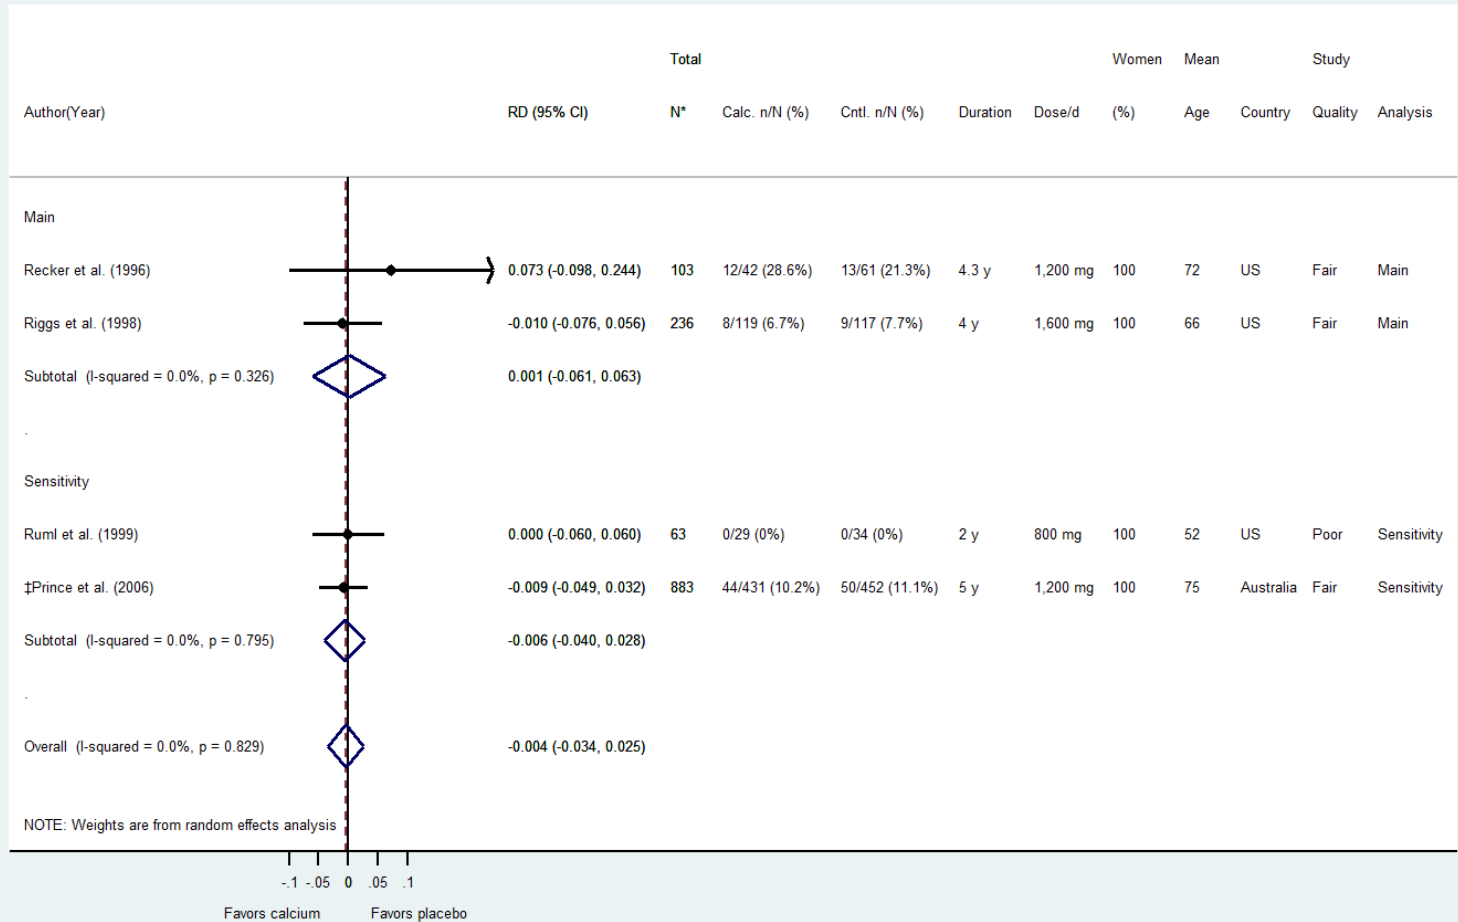 Total Women Mean Study
Author(Year) RD (95% CI) N* Calc. n/N (%) Cntl. n/N (%) Duration Dose/d (%) Age Country Quality Analysis
Main
Recker et al. (1996) 0.073 (-0.098, 0.244) 103 12/42 (28.6%) 13/61 (21.3%) 4.3 y 1,200 mg 100 72 US Fair Main
Riggs et al. (1998) -0.010 (-0.076, 0.056) 236 8/119 (6.7%) 9/117 (7.7%) 4 y 1,600 mg 100 66 US Fair Main
Subtotal (I-squared = 0.0%, p = 0.326) 0.001 (-0.061, 0.063)
.
Sensitivity
Ruml et al. (1999) 0.000 (-0.060, 0.060) 63 0/29 (0%) 0/34 (0%) 2 y 800 mg 100 52 US Poor Sensitivity
‡Prince et al. (2006) -0.009 (-0.049, 0.032) 883 44/431 (10.2%) 50/452 (11.1%) 5 y 1,200 mg 100 75 Australia Fair Sensitivity
Subtotal (I-squared = 0.0%, p = 0.795) -0.006 (-0.040, 0.028)
.
Overall (I-squared = 0.0%, p = 0.829) -0.004 (-0.034, 0.025)
NOTE: Weights are from random effects analysis
-.1 -.05 0 .05 .1
Favors calcium Favors placebo